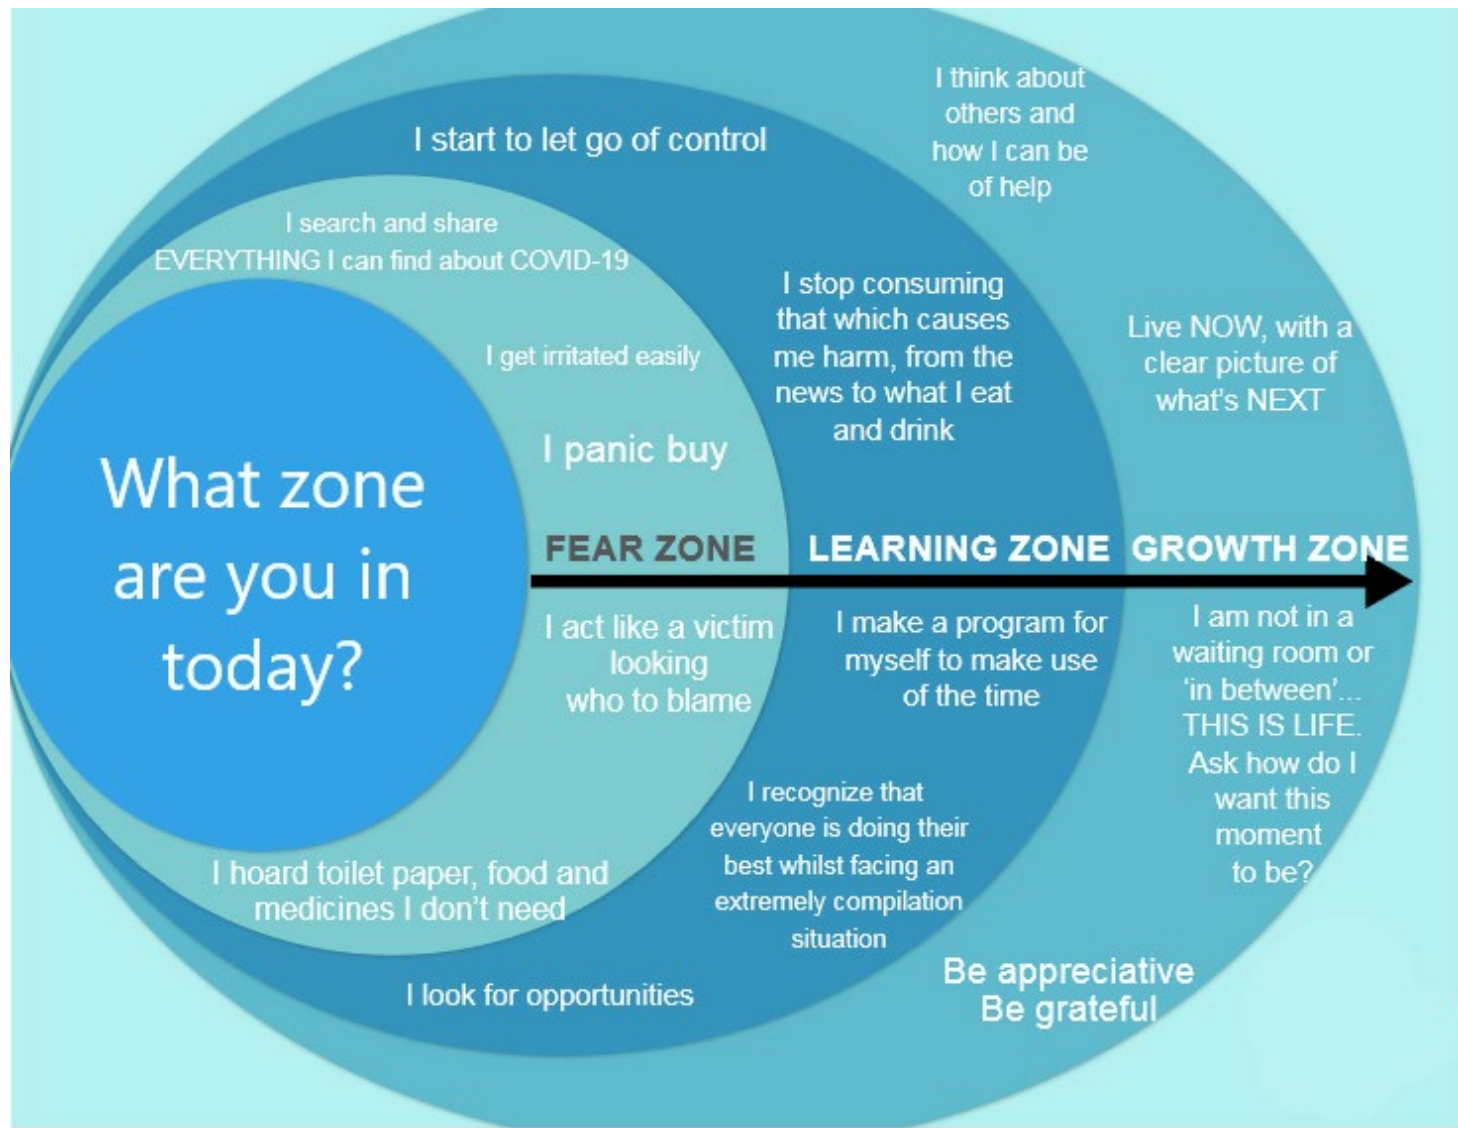 What zone
are you in
today?
I search and share
EVERYTHING I can find about COVID-19
I get irritated easily
I panic buy
FEAR ZONE
I act like a victim
looking
who to blame
I hoard toilet paper, food and
medicines I don't need
I start to let go of control
I stop consuming
that which causes
me harm, from the
news to what I eat
and drink
LEARNING ZONE
I make a program for
myself to make use
of the time
I recognize that
everyone is doing their
best whilst facing an
extremely compilation
situation
I look for opportunities
I think about
others and
how I can be
of help
Live NOW, with a
clear picture of
what's NEXT
GROWTH ZONE
I am not in a
waiting room or
‘in between’...
THIS IS LIFE.
Ask how do I
want this
moment
to be?
Be appreciative
Be grateful